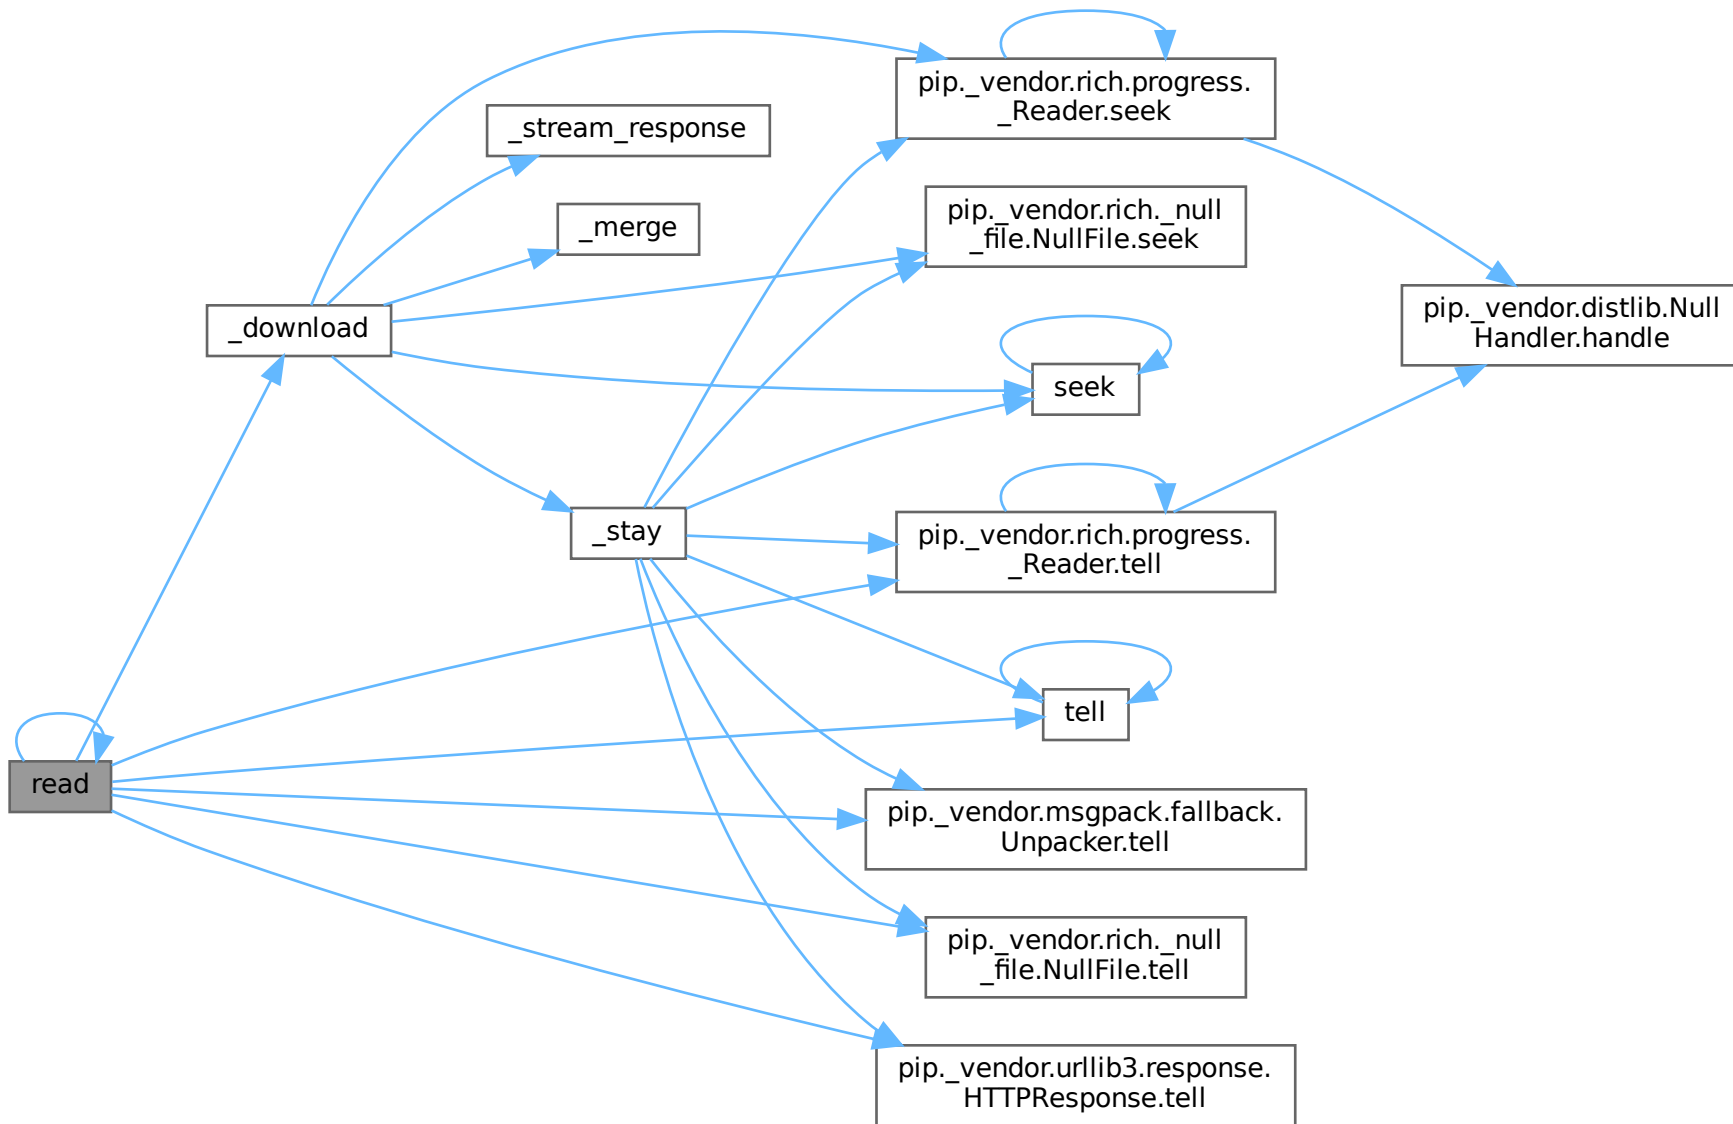 pip._vendor.rich.progress.
_Reader.seek
_stream_response
pip._vendor.rich._null
_file.NullFile.seek
_merge
_download
pip._vendor.distlib.Null
Handler.handle
seek
_stay
pip._vendor.rich.progress.
_Reader.tell
tell
read
pip._vendor.msgpack.fallback.
Unpacker.tell
pip._vendor.rich._null
_file.NullFile.tell
pip._vendor.urllib3.response.
HTTPResponse.tell